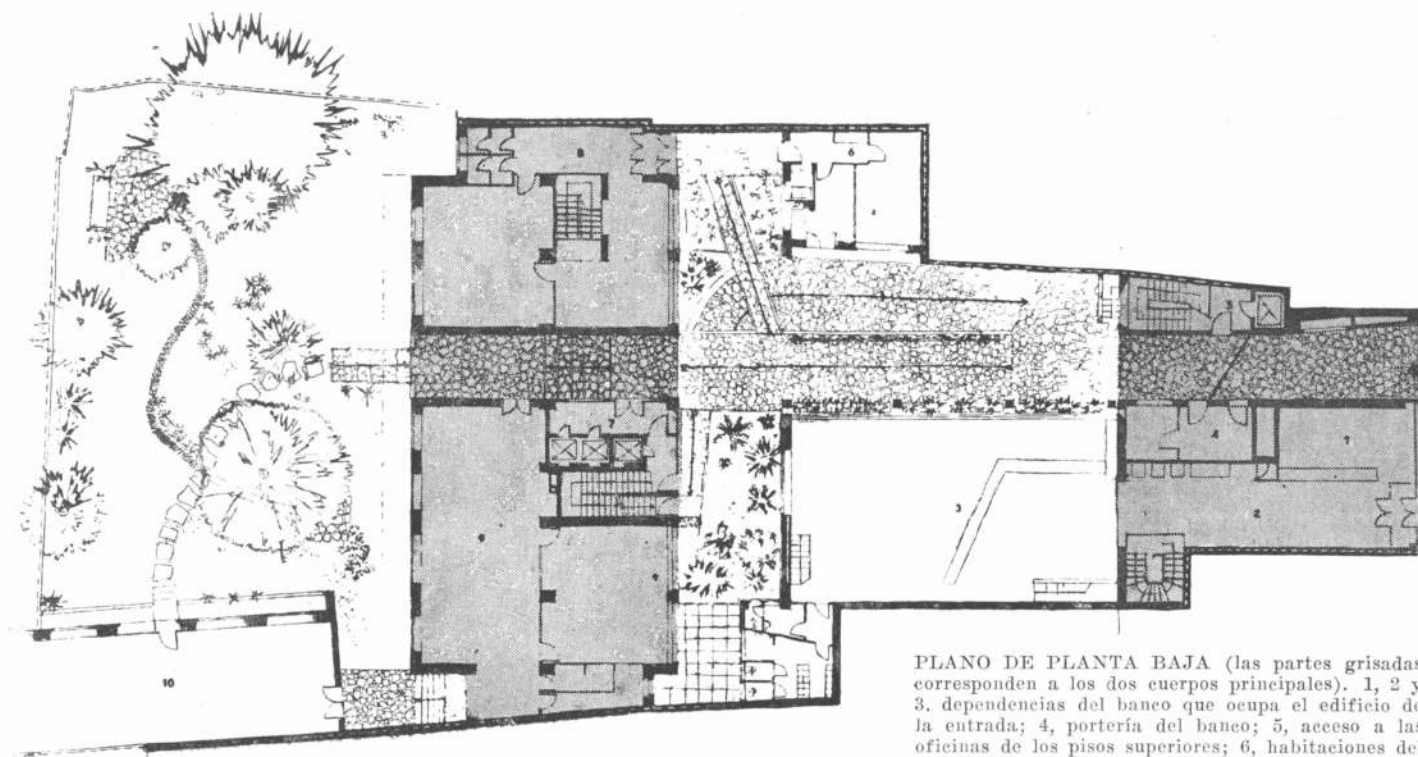 8
6
5
7
4
3
2
10
PLANO DE PLANTA BAJA (las partes grisadas
corresponden a los dos cuerpos principales). 1, 2 y
3. dependencias del banco que ocupa el edificio de
la entrada; 4, portería del banco; 5, acceso a las
oficinas de los pisos superiores; 6, habitaciones de